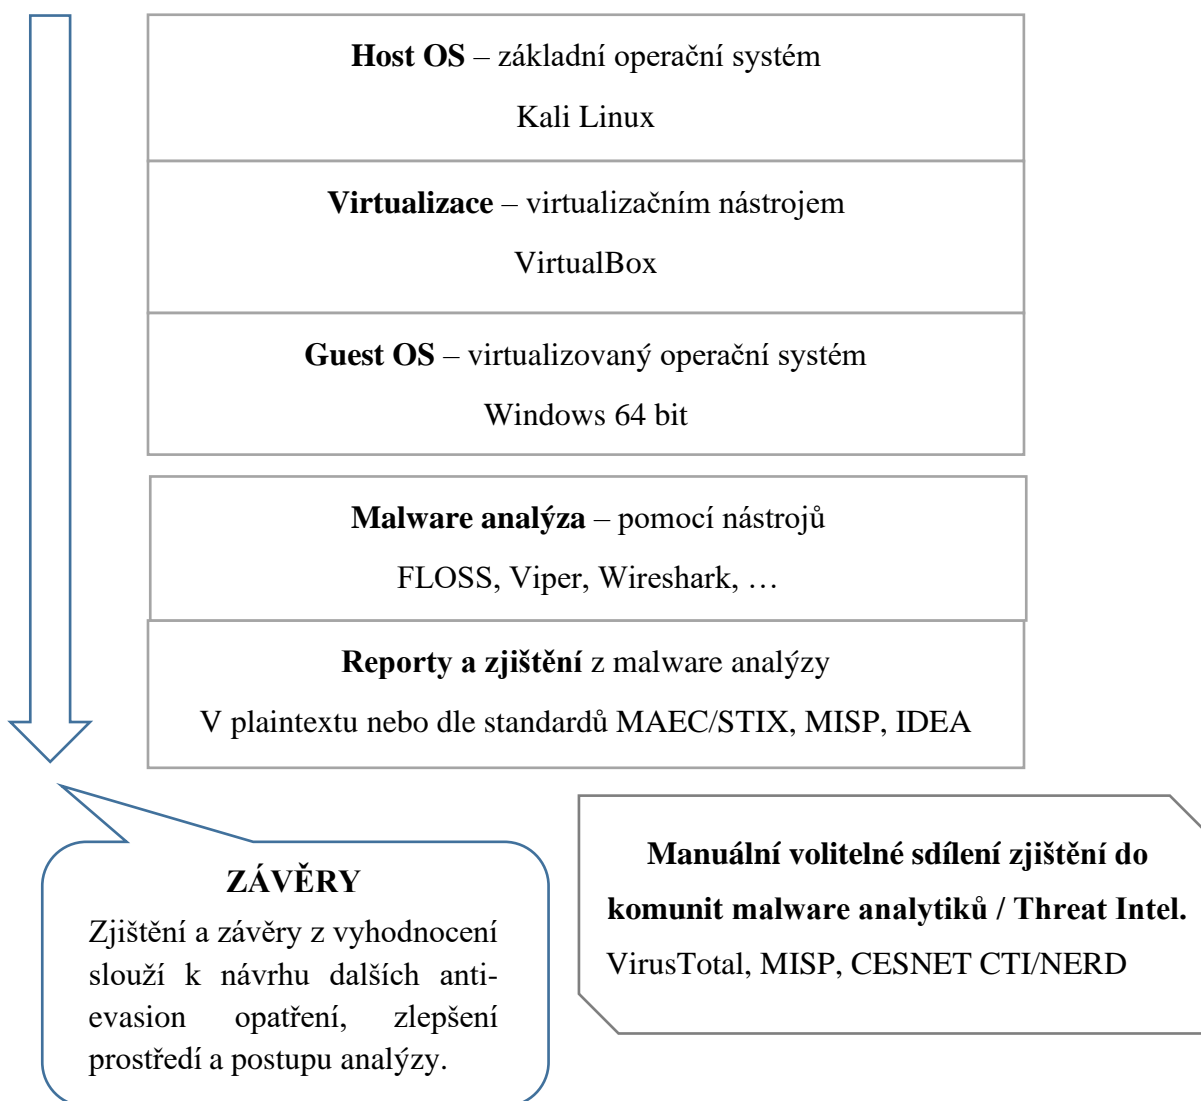 Host OS – základní operační systém
Kali Linux
Virtualizace – virtualizačním nástrojem
VirtualBox
Guest OS – virtualizovaný operační systém
Windows 64 bit
Malware analýza – pomocí nástrojů
FLOSS, Viper, Wireshark, …
Reporty a zjištění z malware analýzy
V plaintextu nebo dle standardů MAEC/STIX, MISP, IDEA
ZÁVĚRY
Zjištění a závěry z vyhodnocení
slouží k návrhu dalších anti-
evasion opatření, zlepšení
prostředí a postupu analýzy.
Manuální volitelné sdílení zjištění do
komunit malware analytiků / Threat Intel.
VirusTotal, MISP, CESNET CTI/NERD